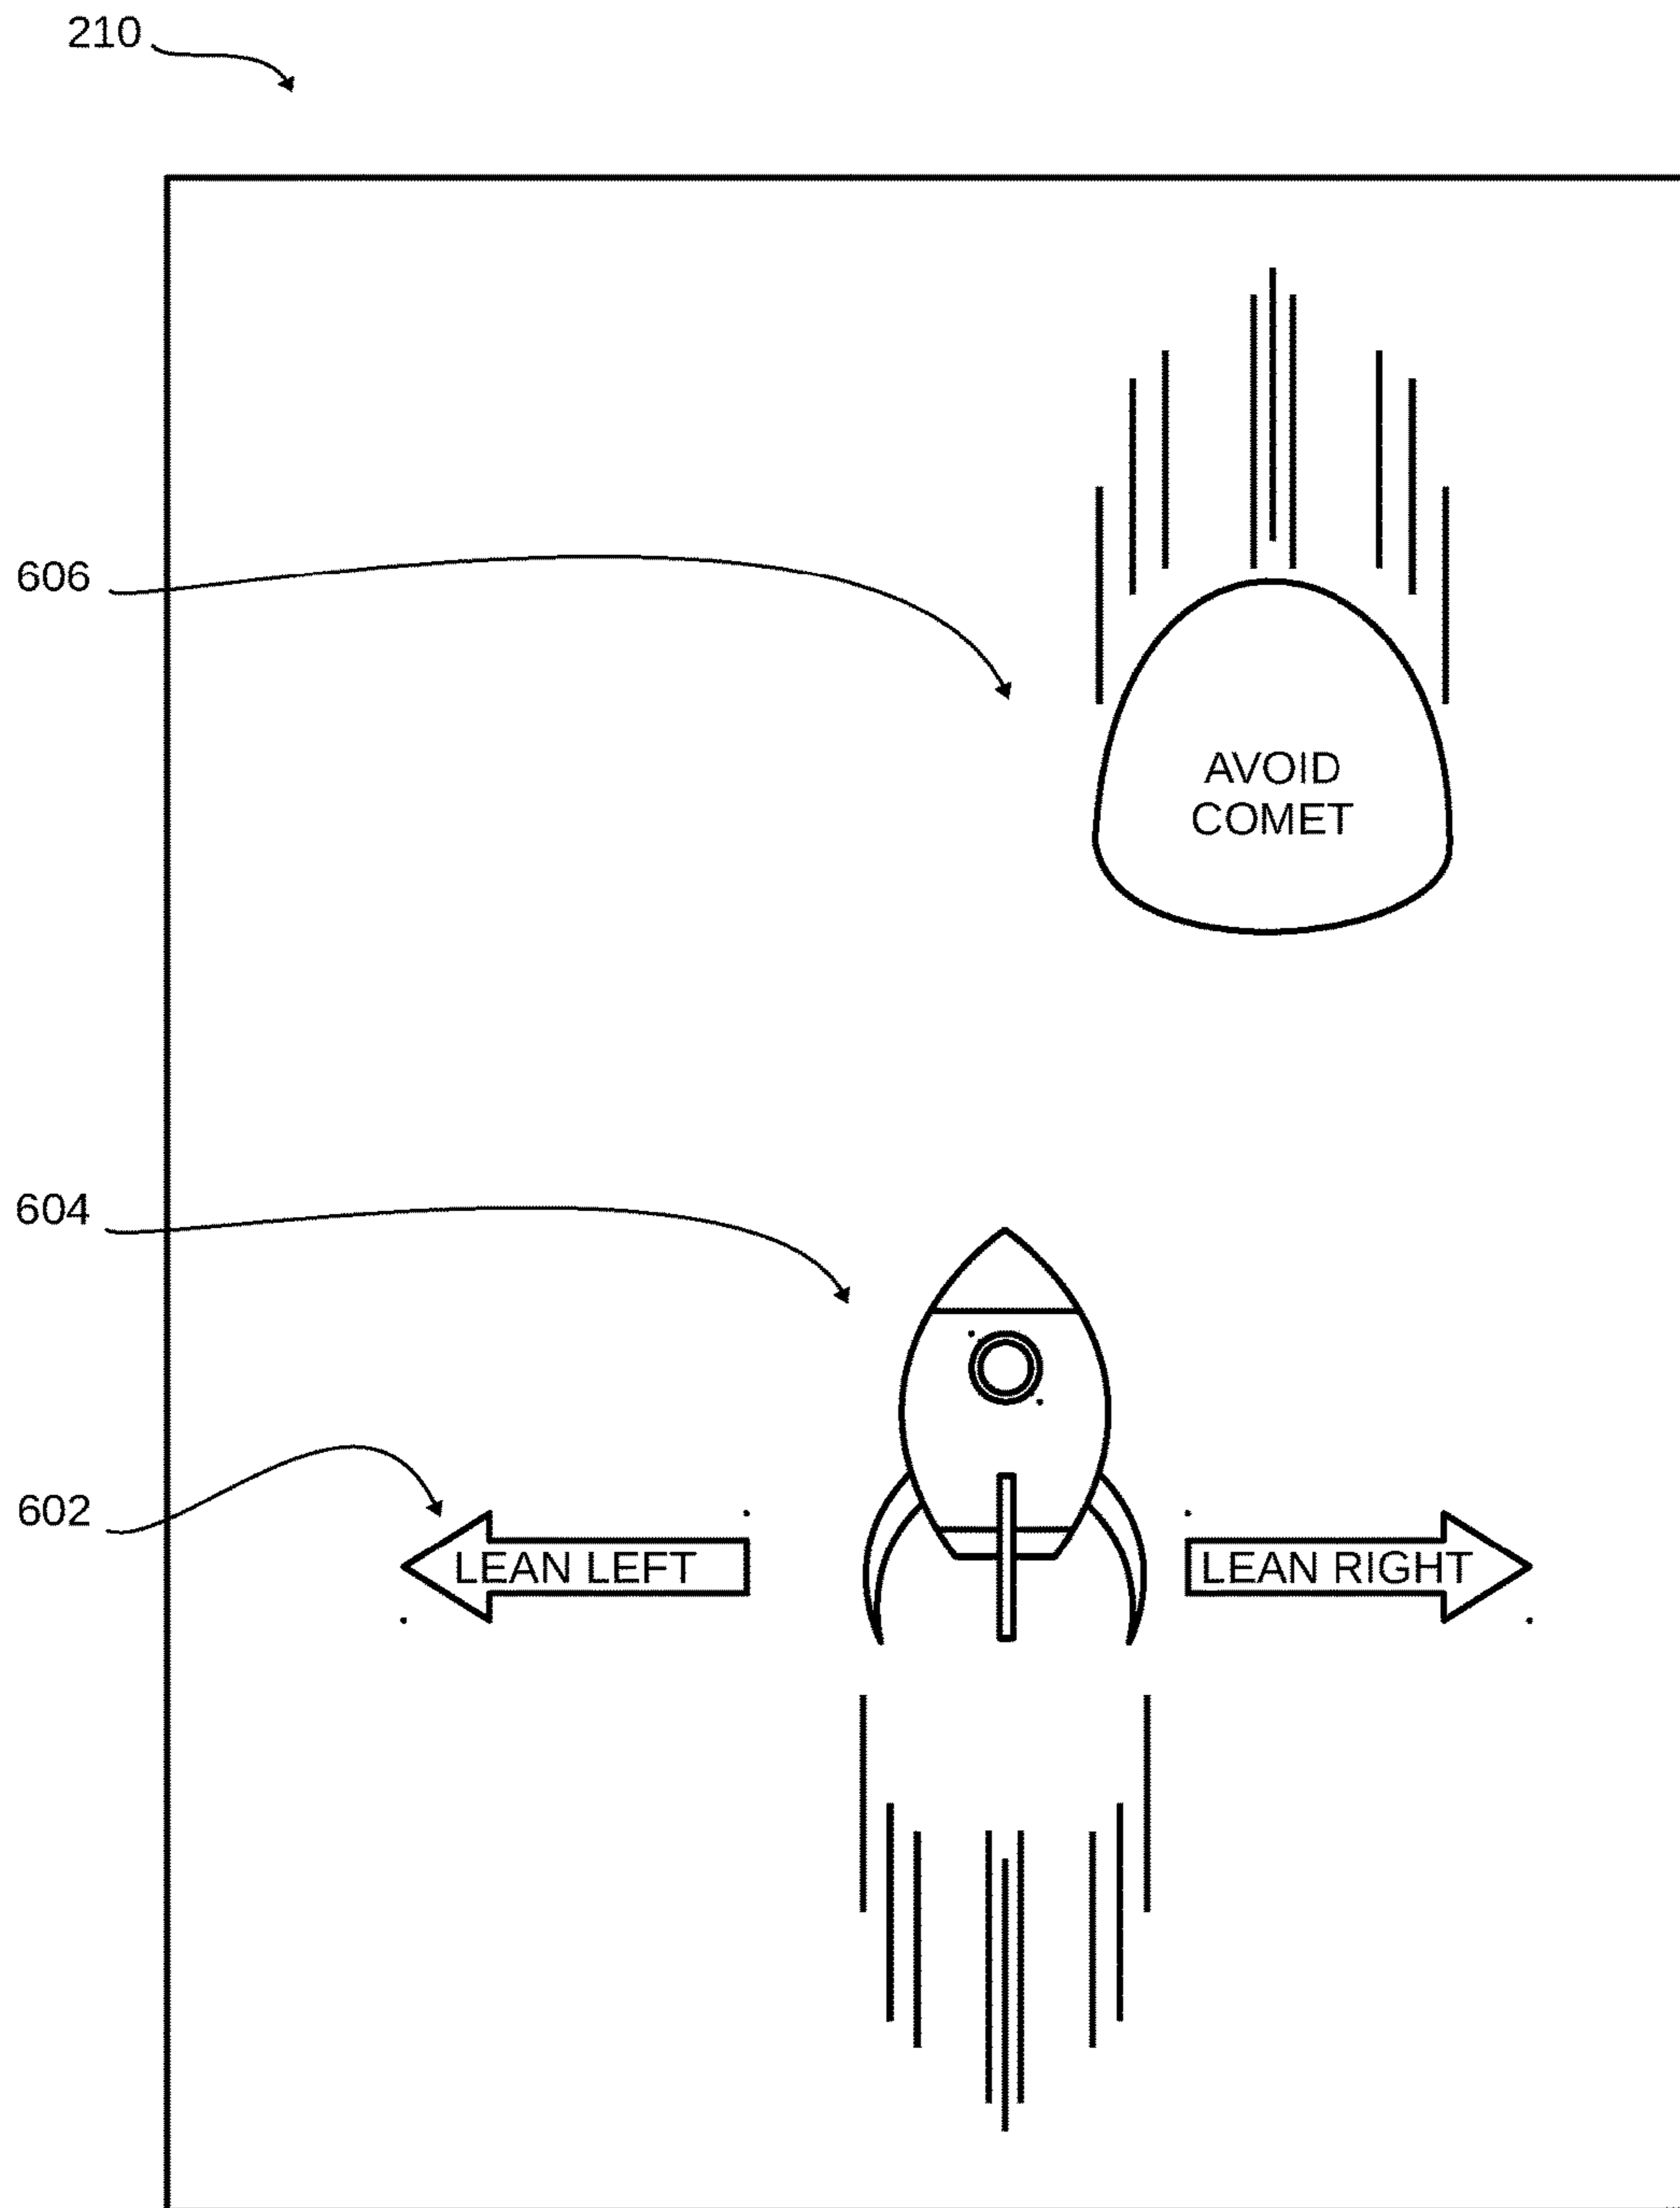 210
606
AVOID
COMET
604
602
LEAN LEFT
LEAN RIGHT